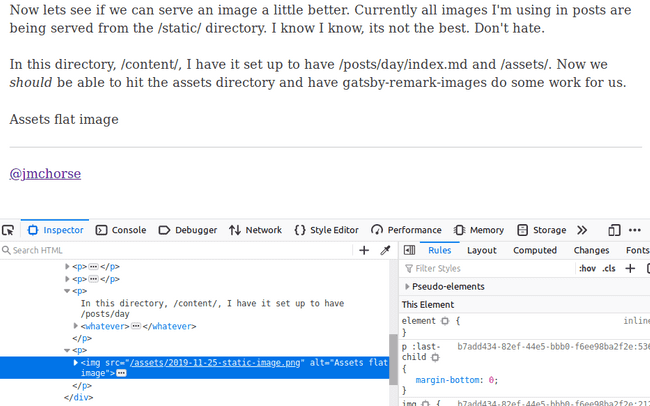 Now lets see if we can serve an image a little better. Currently all images I'm using in posts are
being served from the /static/ directory. I know I know, its not the best. Don't hate.
In this directory, /content/, I have it set up to have /posts/day/index.md and /assets/. Now we
should be able to hit the assets directory and have gatsby-remark-images do some work for us.
Assets flat image
@jmchorse
Inspector Console Debugger Network {} Style Editor Performance Memory Storage
Search HTML
<p> </p>
<p> </p>
<p>
In this directory, /content/, I have it set up to have
/posts/day
<whatever> </whatever>
</p>
<p>
<img src="/assets/2019-11-25-static-image.png" alt="Assets flat
image">
</p>
</div>
Rules Layout Computed Changes Fonts
Filter Styles :hov .cls
Pseudo-elements
This Element
element { inline
}
p :last- b7add434-82ef-44e5-bbb0-f6ee98ba2f2e:536
child
{
margin-bottom: 0;
}
img { b7add434-82ef-44e5-bbb0-f6ee98ba2f2e:217